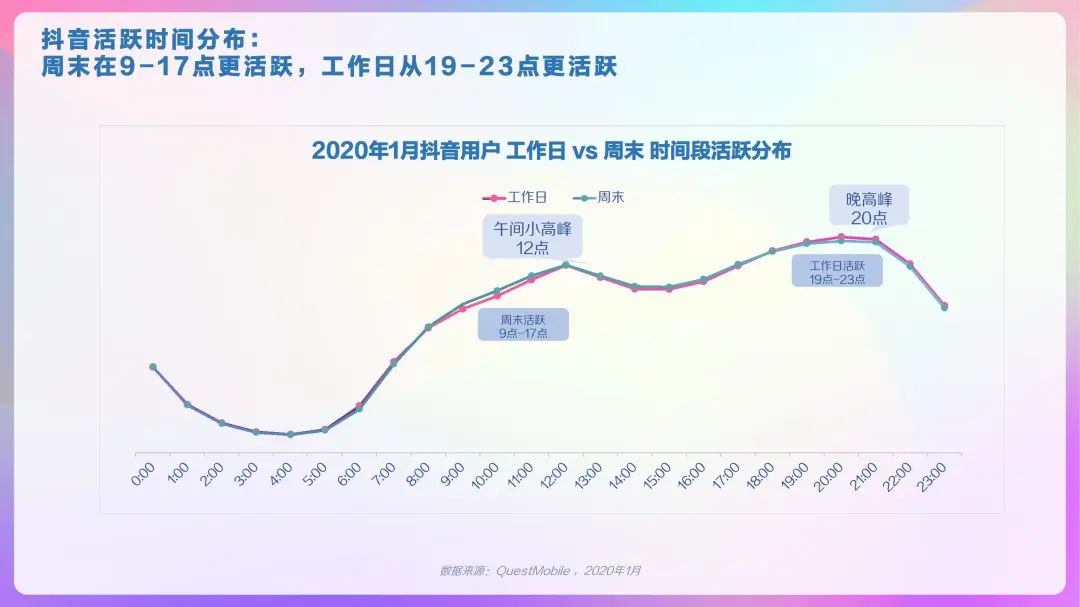 抖音活跃时间分布：
周末在9-17点更活跃，工作日从19-23点更活跃
2020年1月抖音用户 工作日 vs 周末 时间段活跃分布
工作日 周末
晚高峰
20点
午间小高峰
12点
工作日活跃
19点-23点
周末活跃
9点-17点
0:00 1:00 2:00 3:00 4:00 5:00 6:00 7:00 8:00 9:00 10:00 11:00 12:00 13:00 14:00 15:00 16:00 17:00 18:00 19:00 20:00 21:00 22:00 23:00
数据来源：QuestMobile ，2020年1月